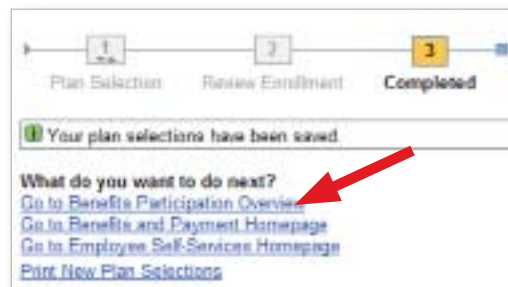 1 2 3
Plan Selection Review Enrollment Completed
Your plan selections have been saved
What do you want to do next?
Go to Benefits Participation Overview
Go to Benefits and Payment Homepage
Go to Employee Self-Services Homepage
Print New Plan Selections